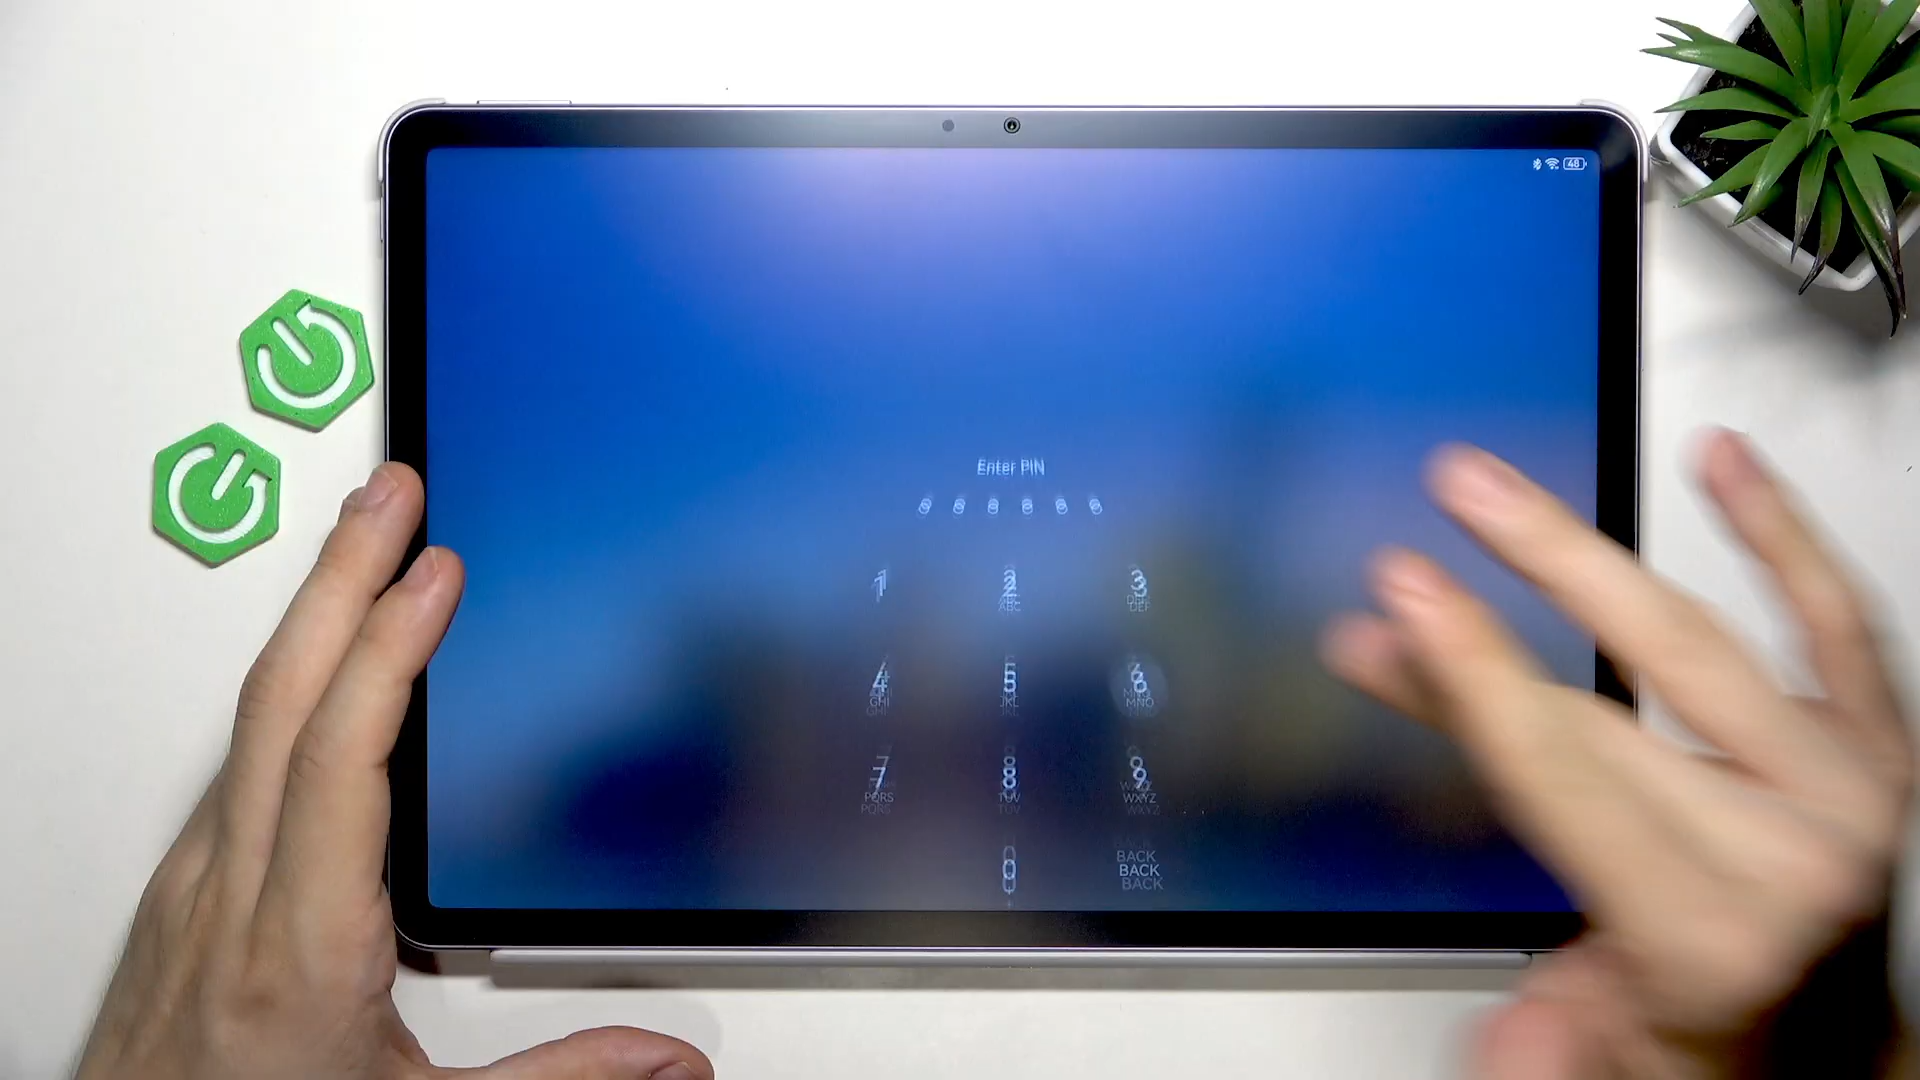 48
Enter PIN
1 2 3
ABC DEF
4 5 6
GHI JKL MNO
7 8 9
PQRS TUV WXYZ
0 BACK
+